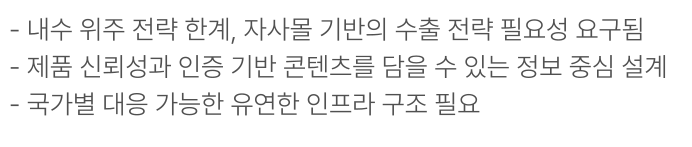 - 내수 위주 전략 한계, 자사몰 기반의 수출 전략 필요성 요구됨
- 제품 신뢰성과 인증 기반 콘텐츠를 담을 수 있는 정보 중심 설계
- 국가별 대응 가능한 유연한 인프라 구조 필요